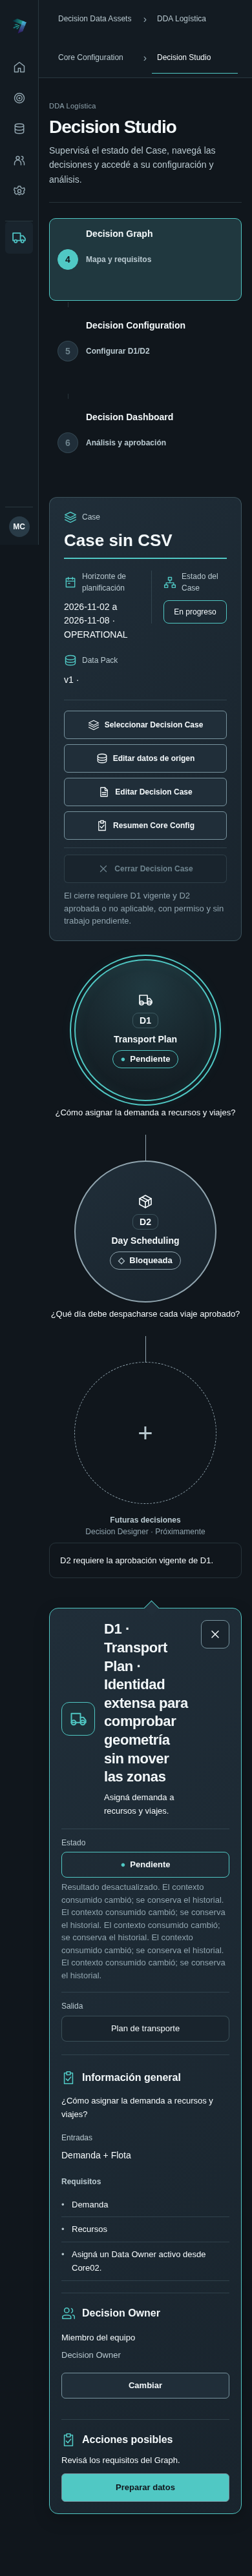 Decision Data Assets › DDA Logística
Core Configuration › Decision Studio
DDA Logística
Decision Studio
Supervisá el estado del Case, navegá las
decisiones y accedé a su configuración y
análisis.
Decision Graph
4 Mapa y requisitos
Decision Configuration
5 Configurar D1/D2
Decision Dashboard
6 Análisis y aprobación
MC
Case
Case sin CSV
Horizonte de
planificación
2026-11-02 a
2026-11-08 ·
OPERATIONAL
Estado del
Case
En progreso
Data Pack
v1 ·
Seleccionar Decision Case
Editar datos de origen
Editar Decision Case
Resumen Core Config
Cerrar Decision Case
El cierre requiere D1 vigente y D2
aprobada o no aplicable, con permiso y sin
trabajo pendiente.
D1
Transport Plan
Pendiente
¿Cómo asignar la demanda a recursos y viajes?
D2
Day Scheduling
Bloqueada
¿Qué día debe despacharse cada viaje aprobado?
+
Futuras decisiones
Decision Designer · Próximamente
D2 requiere la aprobación vigente de D1.
D1 ·
Transport
Plan ·
Identidad
extensa para
comprobar
geometría
sin mover
las zonas
Asigná demanda a
recursos y viajes.
Estado
Pendiente
Resultado desactualizado. El contexto
consumido cambió; se conserva el historial.
El contexto consumido cambió; se conserva
el historial. El contexto consumido cambió;
se conserva el historial. El contexto
consumido cambió; se conserva el historial.
El contexto consumido cambió; se conserva
el historial.
Salida
Plan de transporte
Información general
¿Cómo asignar la demanda a recursos y
viajes?
Entradas
Demanda + Flota
Requisitos
• Demanda
• Recursos
• Asigná un Data Owner activo desde
Core02.
Decision Owner
Miembro del equipo
Decision Owner
Cambiar
Acciones posibles
Revisá los requisitos del Graph.
Preparar datos